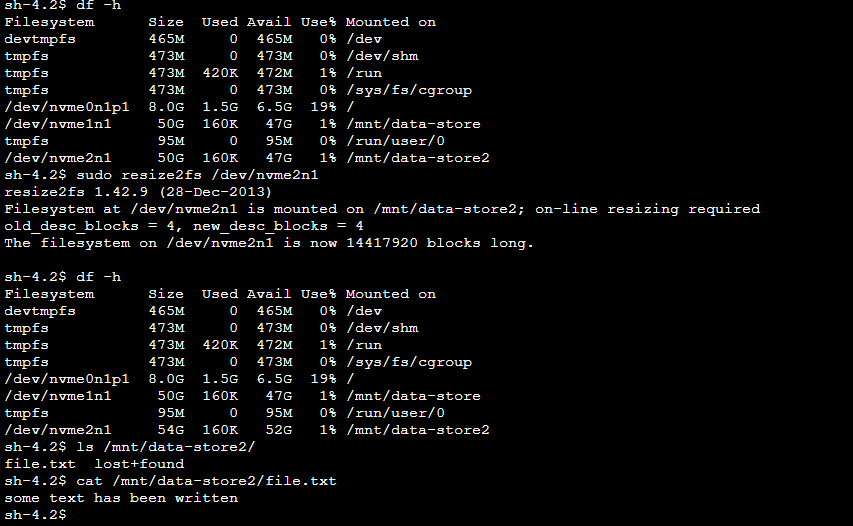 sh-4.2$ df -h
Filesystem      Size  Used Avail Use% Mounted on
devtmpfs        465M     0  465M   0% /dev
tmpfs           473M     0  473M   0% /dev/shm
tmpfs           473M  420K  472M   1% /run
tmpfs           473M     0  473M   0% /sys/fs/cgroup
/dev/nvme0n1p1  8.0G  1.5G  6.5G  19% /
/dev/nvme1n1     50G  160K   47G   1% /mnt/data-store
tmpfs            95M     0   95M   0% /run/user/0
/dev/nvme2n1     50G  160K   47G   1% /mnt/data-store2
sh-4.2$ sudo resize2fs /dev/nvme2n1
resize2fs 1.42.9 (28-Dec-2013)
Filesystem at /dev/nvme2n1 is mounted on /mnt/data-store2; on-line resizing required
old_desc_blocks = 4, new_desc_blocks = 4
The filesystem on /dev/nvme2n1 is now 14417920 blocks long.

sh-4.2$ df -h
Filesystem      Size  Used Avail Use% Mounted on
devtmpfs        465M     0  465M   0% /dev
tmpfs           473M     0  473M   0% /dev/shm
tmpfs           473M  420K  472M   1% /run
tmpfs           473M     0  473M   0% /sys/fs/cgroup
/dev/nvme0n1p1  8.0G  1.5G  6.5G  19% /
/dev/nvme1n1     50G  160K   47G   1% /mnt/data-store
tmpfs            95M     0   95M   0% /run/user/0
/dev/nvme2n1     54G  160K   52G   1% /mnt/data-store2
sh-4.2$ ls /mnt/data-store2/
file.txt  lost+found
sh-4.2$ cat /mnt/data-store2/file.txt
some text has been written
sh-4.2$